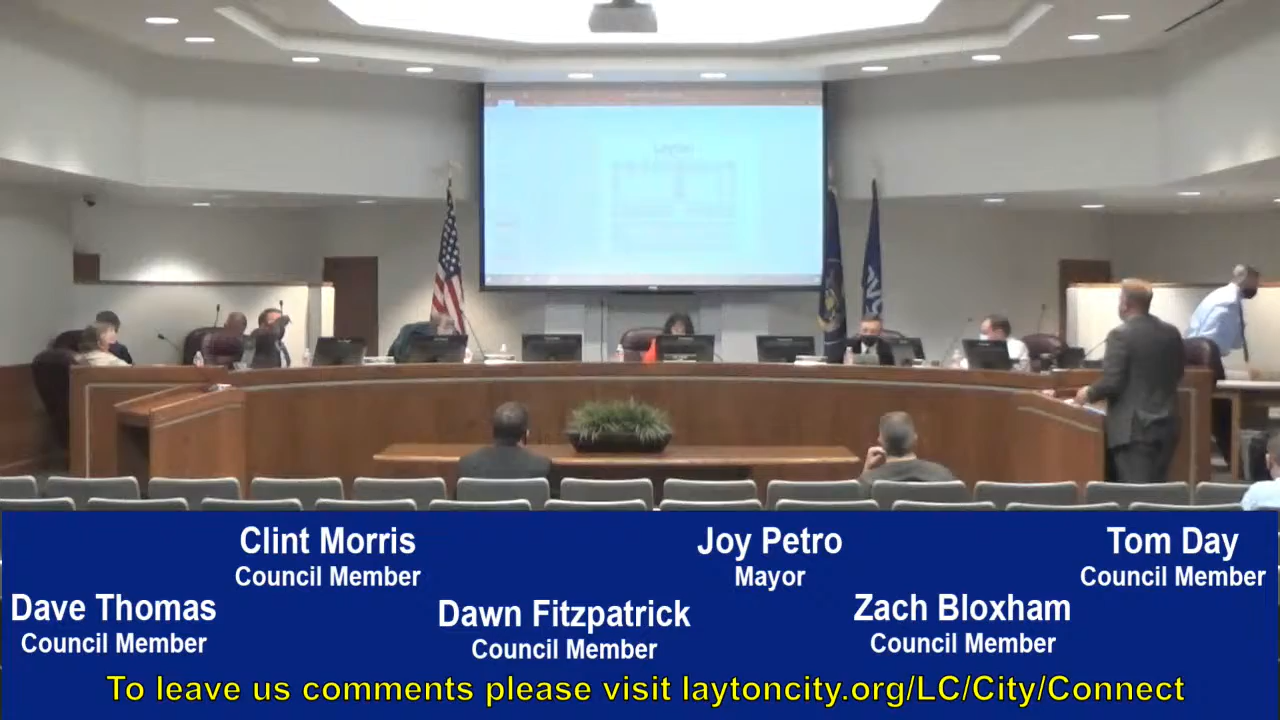 Clint Morris
Council Member
Joy Petro
Mayor
Tom Day
Council Member
Dave Thomas
Council Member
Dawn Fitzpatrick
Council Member
Zach Bloxham
Council Member
To leave us comments please visit laytoncity.org/LC/City/Connect